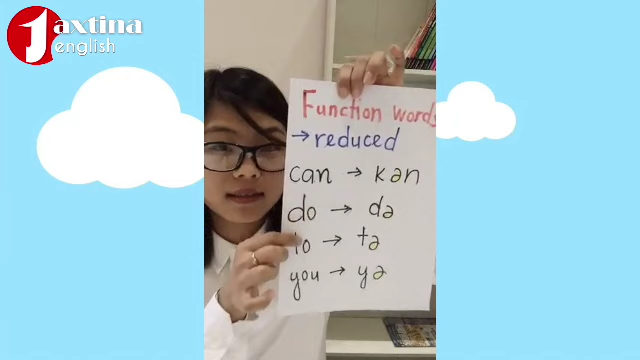 Jaxtina
english
Function words
→ reduced
can → kən
do → də
to → tə
you → yə